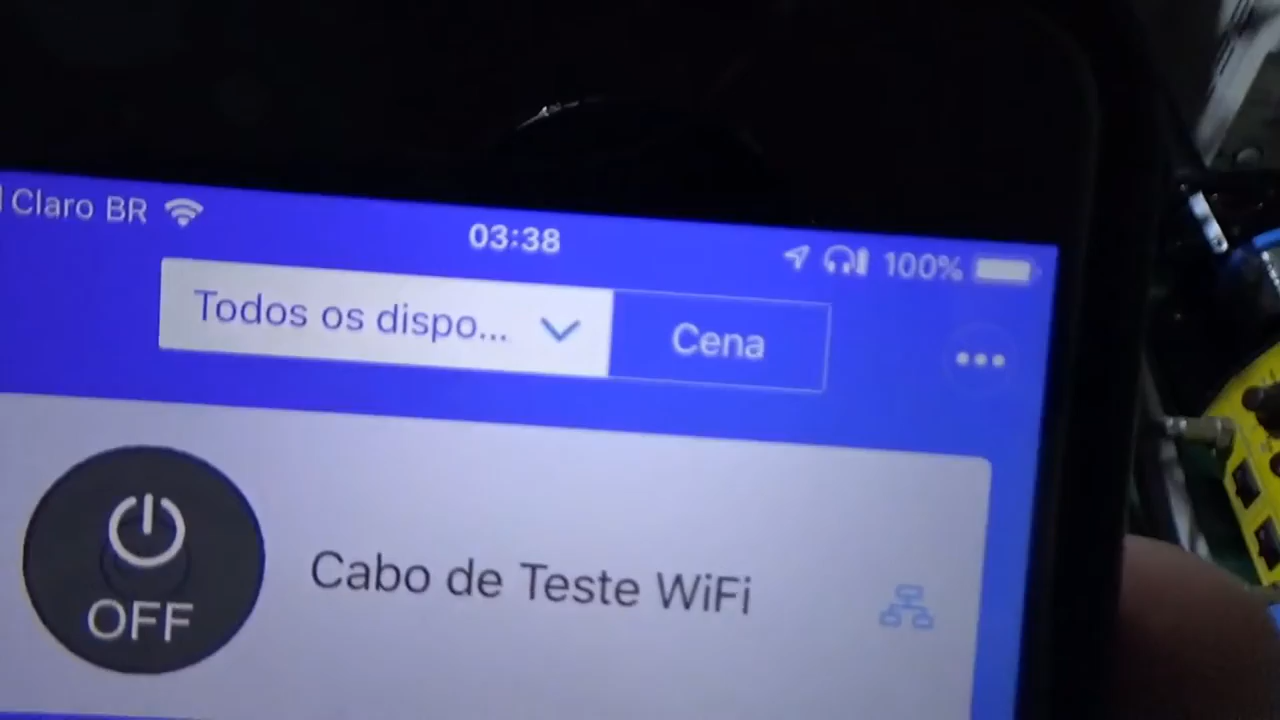 Claro BR
03:38
100%
Todos os dispo...
Cena
OFF
Cabo de Teste WiFi